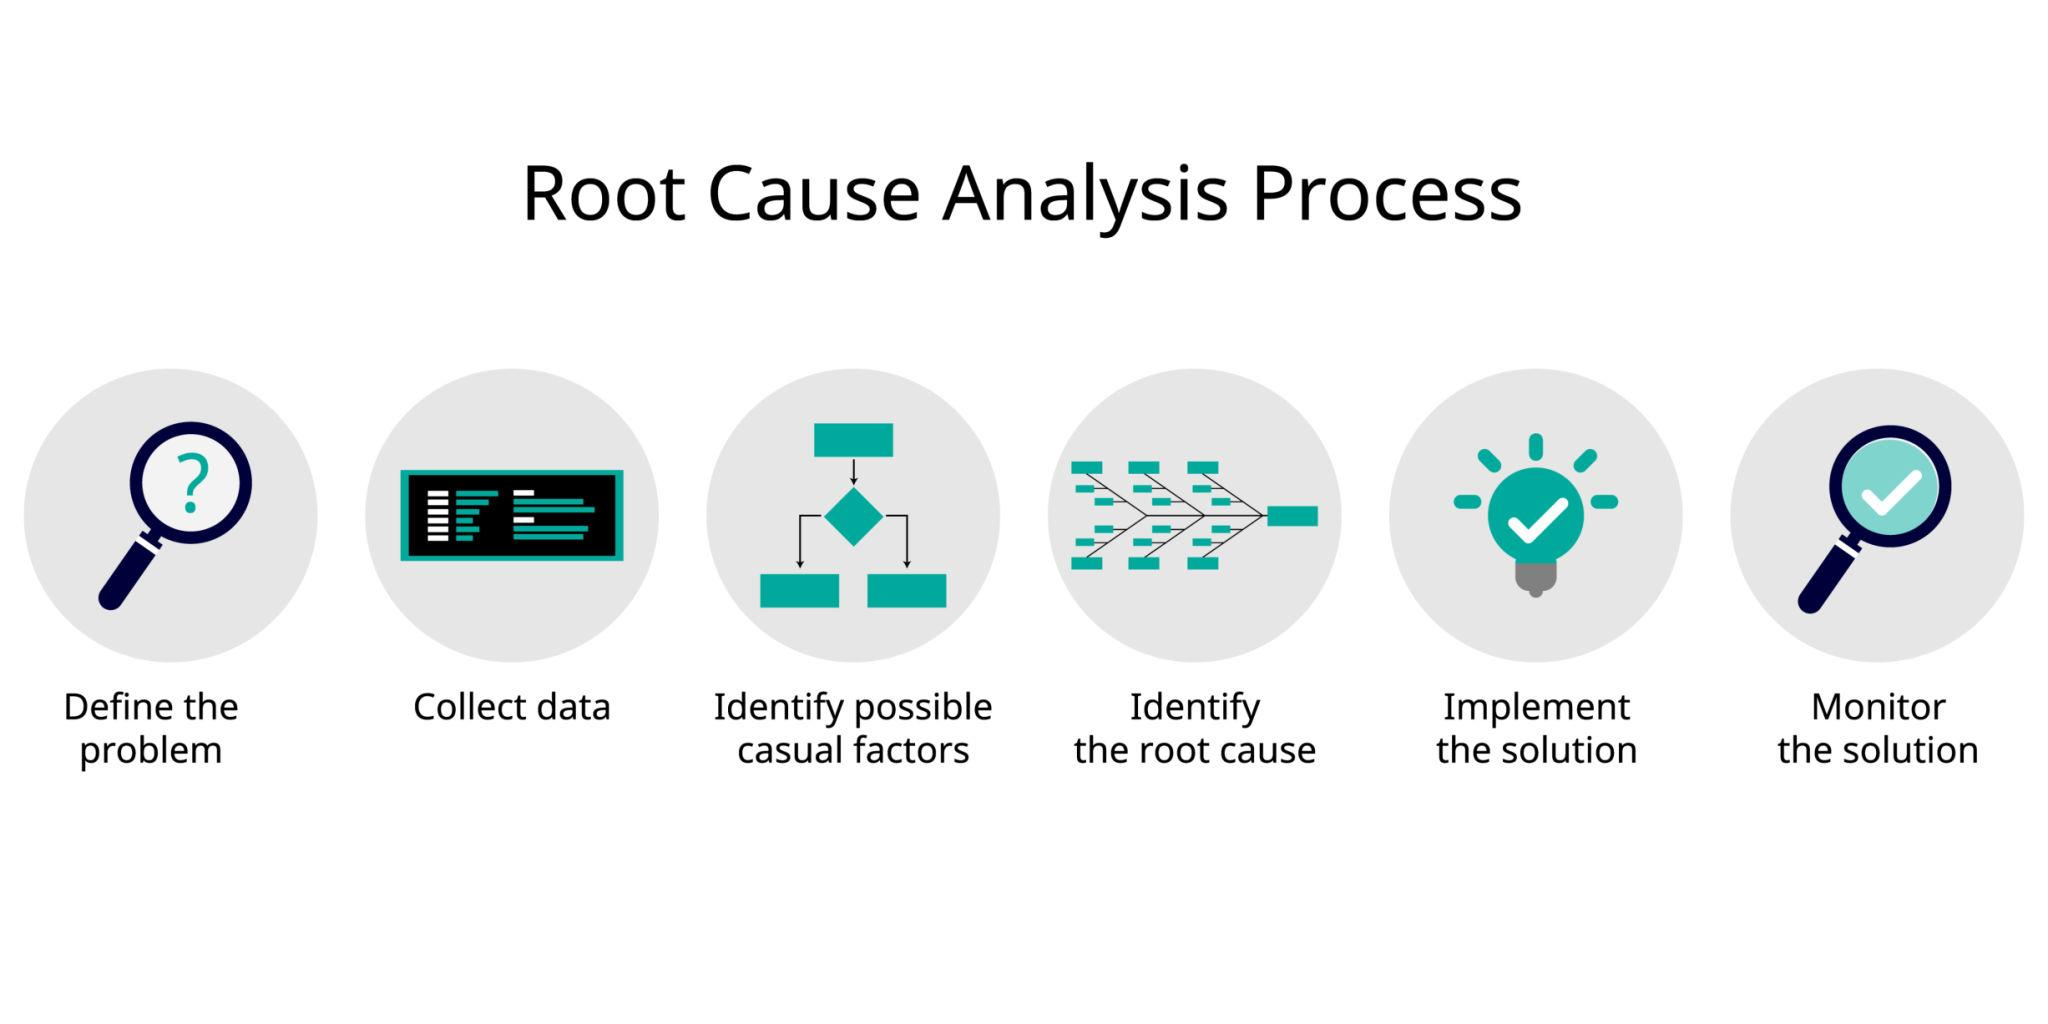 Root Cause Analysis Process
?
Define the
problem
Collect data
Identify possible
casual factors
Identify
the root cause
Implement
the solution
Monitor
the solution